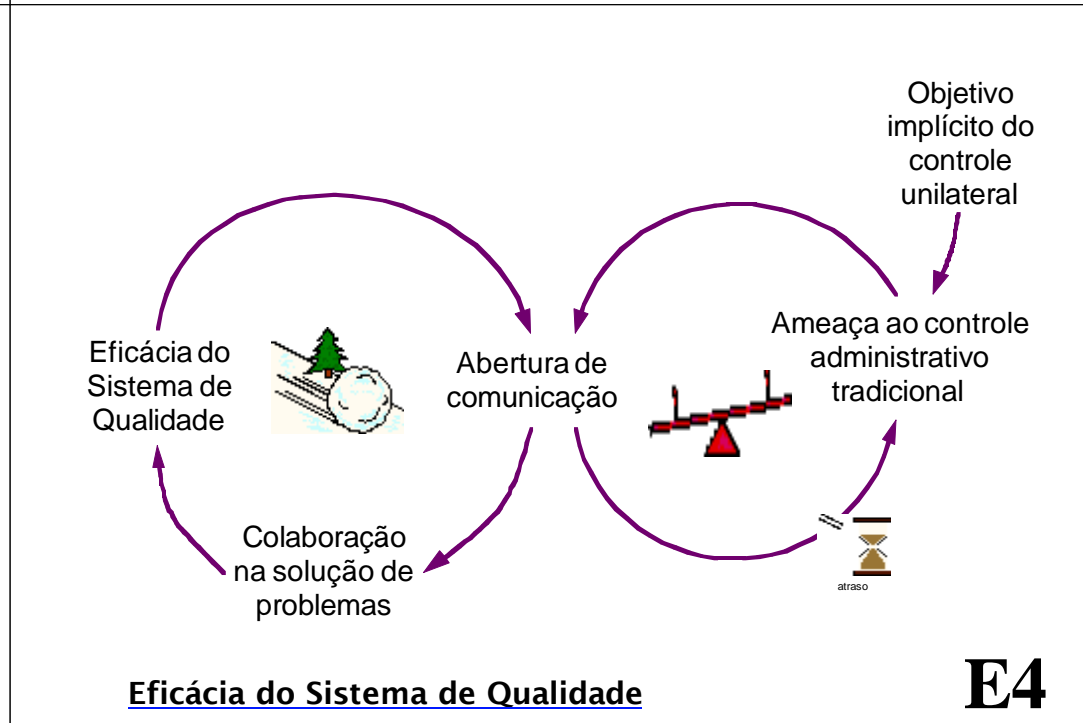 Objetivo
implícito do
controle
unilateral
Ameaça ao controle
administrativo
tradicional
Eficácia do
Sistema de
Qualidade
Abertura de
comunicação
Colaboração
na solução de
problemas
atraso
Eficácia do Sistema de Qualidade
E4